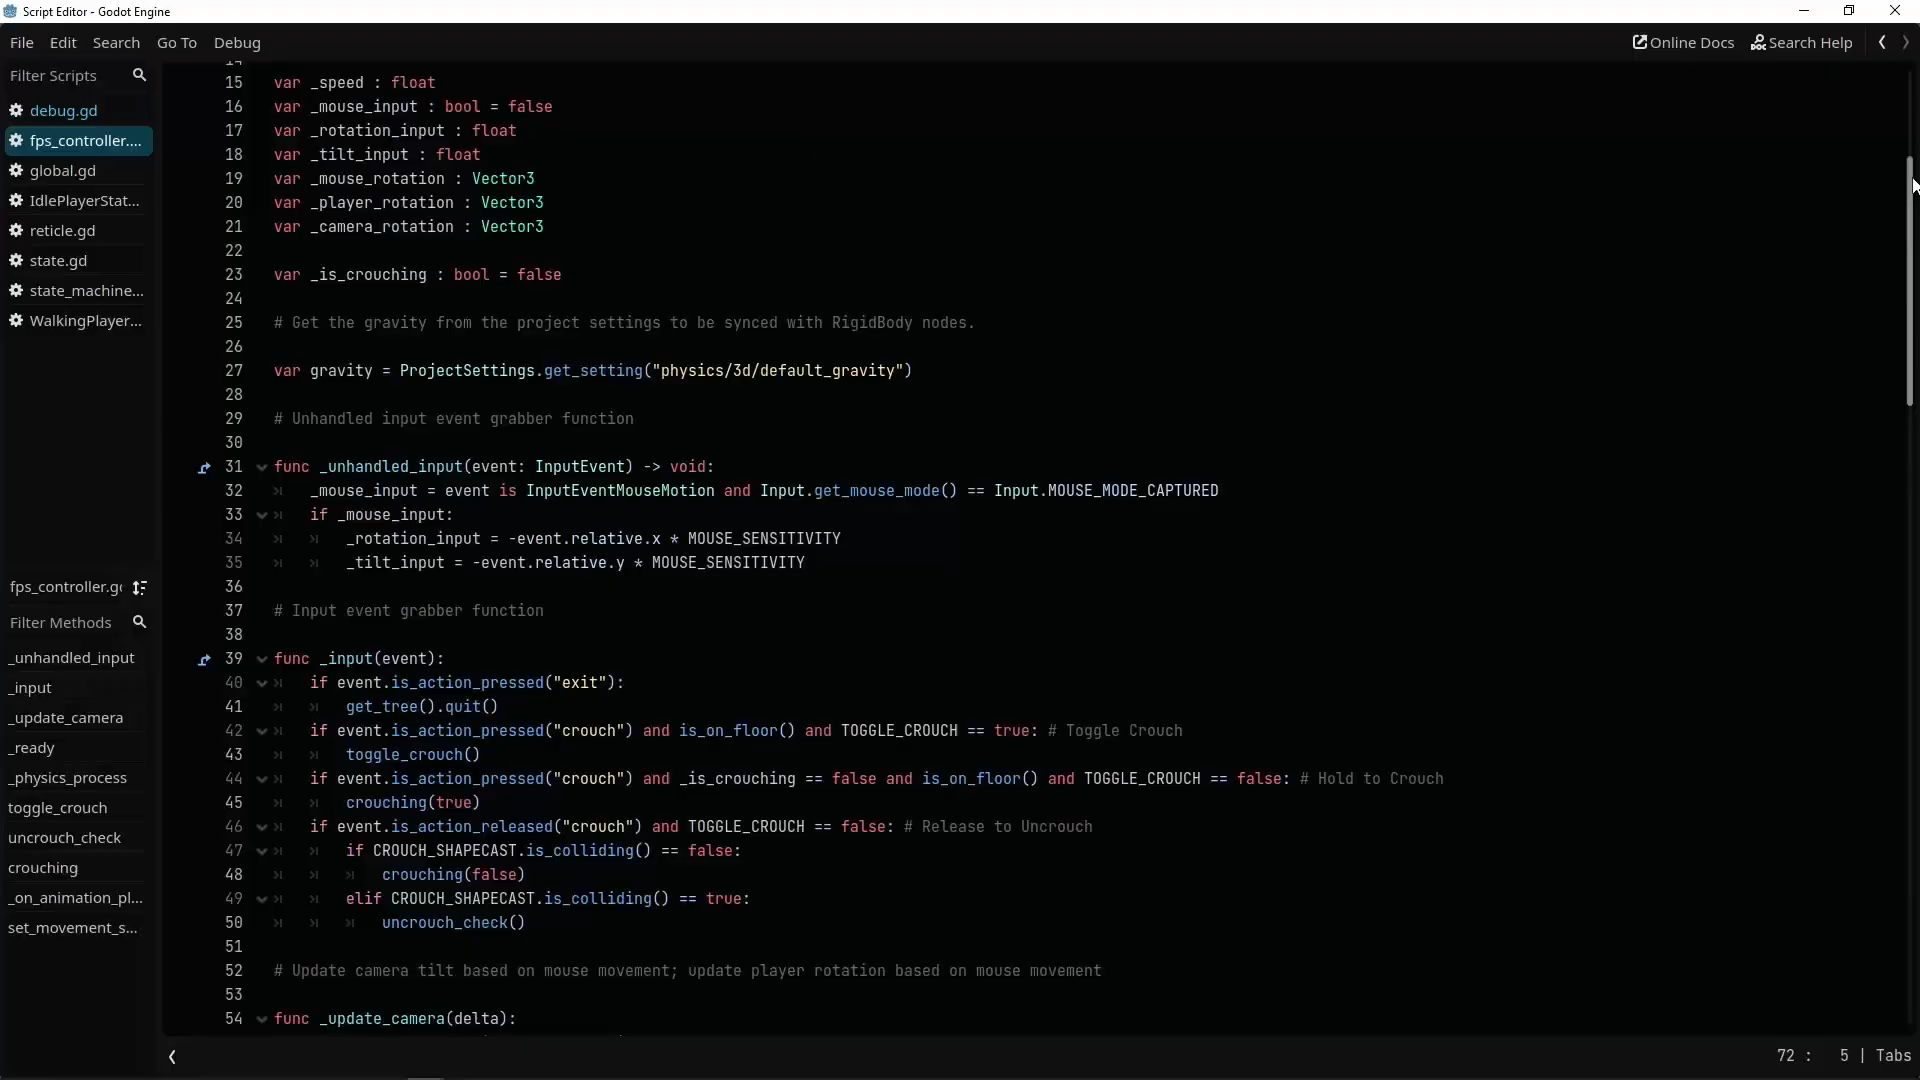 Script Editor - Godot Engine
File Edit Search Go To Debug
Online Docs Search Help
Filter Scripts
debug.gd
fps_controller....
global.gd
IdlePlayerStat...
reticle.gd
state.gd
state_machine...
WalkingPlayer...
fps_controller.g
Filter Methods
_unhandled_input
_input
_update_camera
_ready
_physics_process
toggle_crouch
uncrouch_check
crouching
_on_animation_pl...
set_movement_s...
14
15 var _speed : float
16 var _mouse_input : bool = false
17 var _rotation_input : float
18 var _tilt_input : float
19 var _mouse_rotation : Vector3
20 var _player_rotation : Vector3
21 var _camera_rotation : Vector3
22
23 var _is_crouching : bool = false
24
25 # Get the gravity from the project settings to be synced with RigidBody nodes.
26
27 var gravity = ProjectSettings.get_setting("physics/3d/default_gravity")
28
29 # Unhandled input event grabber function
30
31 func _unhandled_input(event: InputEvent) -> void:
32 _mouse_input = event is InputEventMouseMotion and Input.get_mouse_mode() == Input.MOUSE_MODE_CAPTURED
33 if _mouse_input:
34 _rotation_input = -event.relative.x * MOUSE_SENSITIVITY
35 _tilt_input = -event.relative.y * MOUSE_SENSITIVITY
36
37 # Input event grabber function
38
39 func _input(event):
40 if event.is_action_pressed("exit"):
41 get_tree().quit()
42 if event.is_action_pressed("crouch") and is_on_floor() and TOGGLE_CROUCH == true: # Toggle Crouch
43 toggle_crouch()
44 if event.is_action_pressed("crouch") and _is_crouching == false and is_on_floor() and TOGGLE_CROUCH == false: # Hold to Crouch
45 crouching(true)
46 if event.is_action_released("crouch") and TOGGLE_CROUCH == false: # Release to Uncrouch
47 if CROUCH_SHAPECAST.is_colliding() == false:
48 crouching(false)
49 elif CROUCH_SHAPECAST.is_colliding() == true:
50 uncrouch_check()
51
52 # Update camera tilt based on mouse movement; update player rotation based on mouse movement
53
54 func _update_camera(delta):
72 : 5 | Tabs